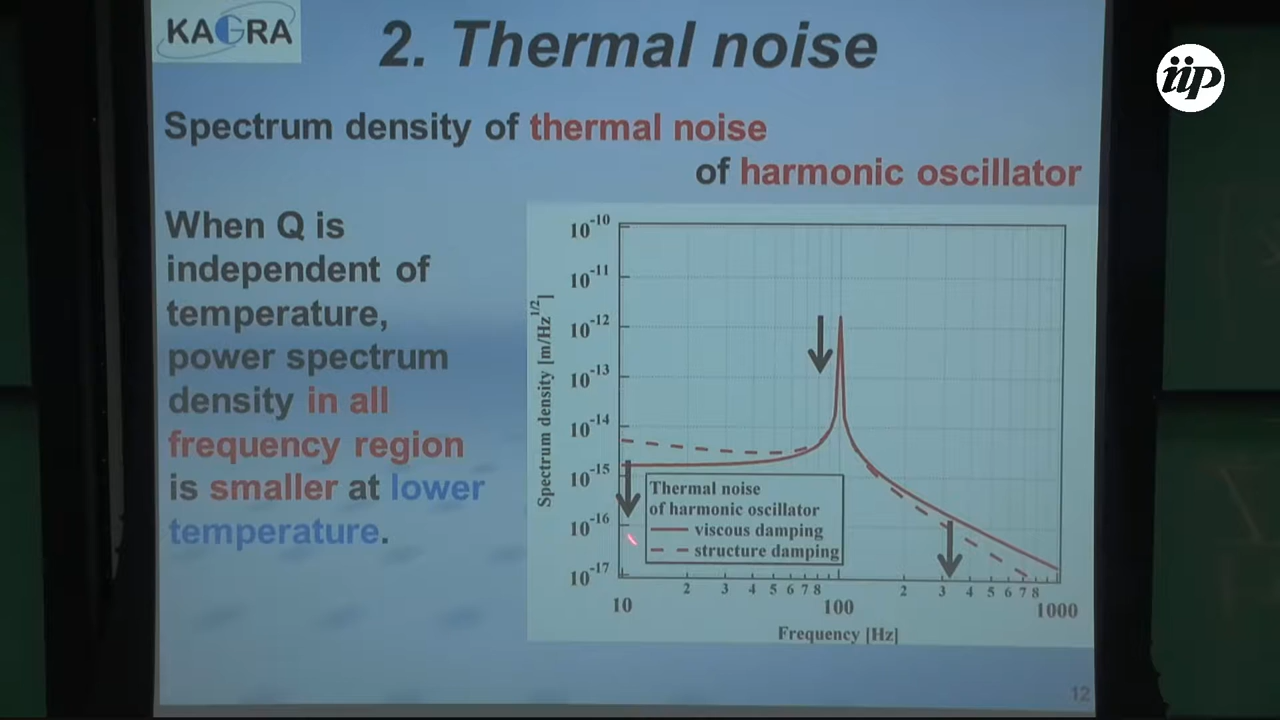 KAGRA
2. Thermal noise
iip
Spectrum density of thermal noise
of harmonic oscillator
When Q is
independent of
temperature,
power spectrum
density in all
frequency region
is smaller at lower
temperature.
Spectrum density [m/Hz^1/2]
10^-10
10^-11
10^-12
10^-13
10^-14
10^-15
10^-16
10^-17
Thermal noise
of harmonic oscillator
viscous damping
structure damping
2 3 4 5 6 7 8 2 3 4 5 6 7 8
10 100 1000
Frequency [Hz]
12